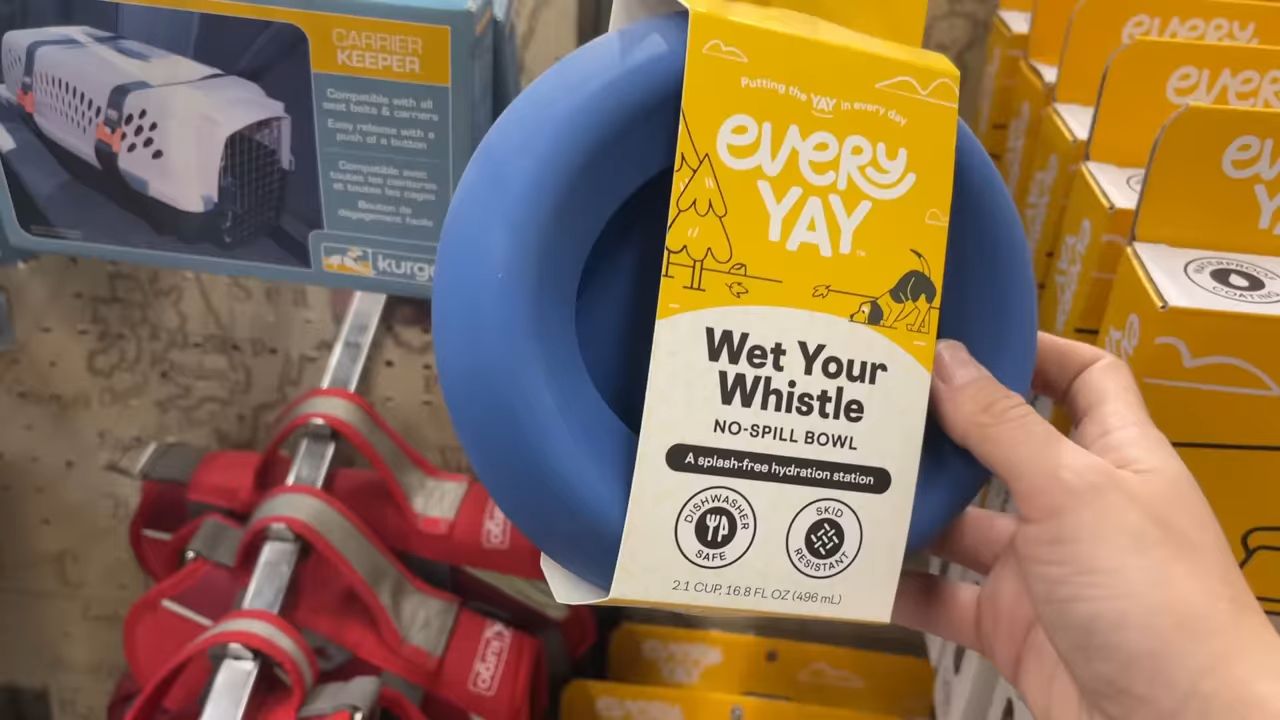 CARRIER
KEEPER
Compatible with all
seat belts & carriers
Easy release with a
push of a button
Compatible avec
toutes les ceintures
et toutes les cages
Bouton de
dégagement facile
kurgo
Putting the YAY in every day
every
YAY
™
Wet Your
Whistle
NO-SPILL BOWL
A splash-free hydration station
DISHWASHER
SAFE
SKID
RESISTANT
2.1 CUP, 16.8 FL OZ (496 mL)
every
every
WATERPROOF
COATING
kurgo
every